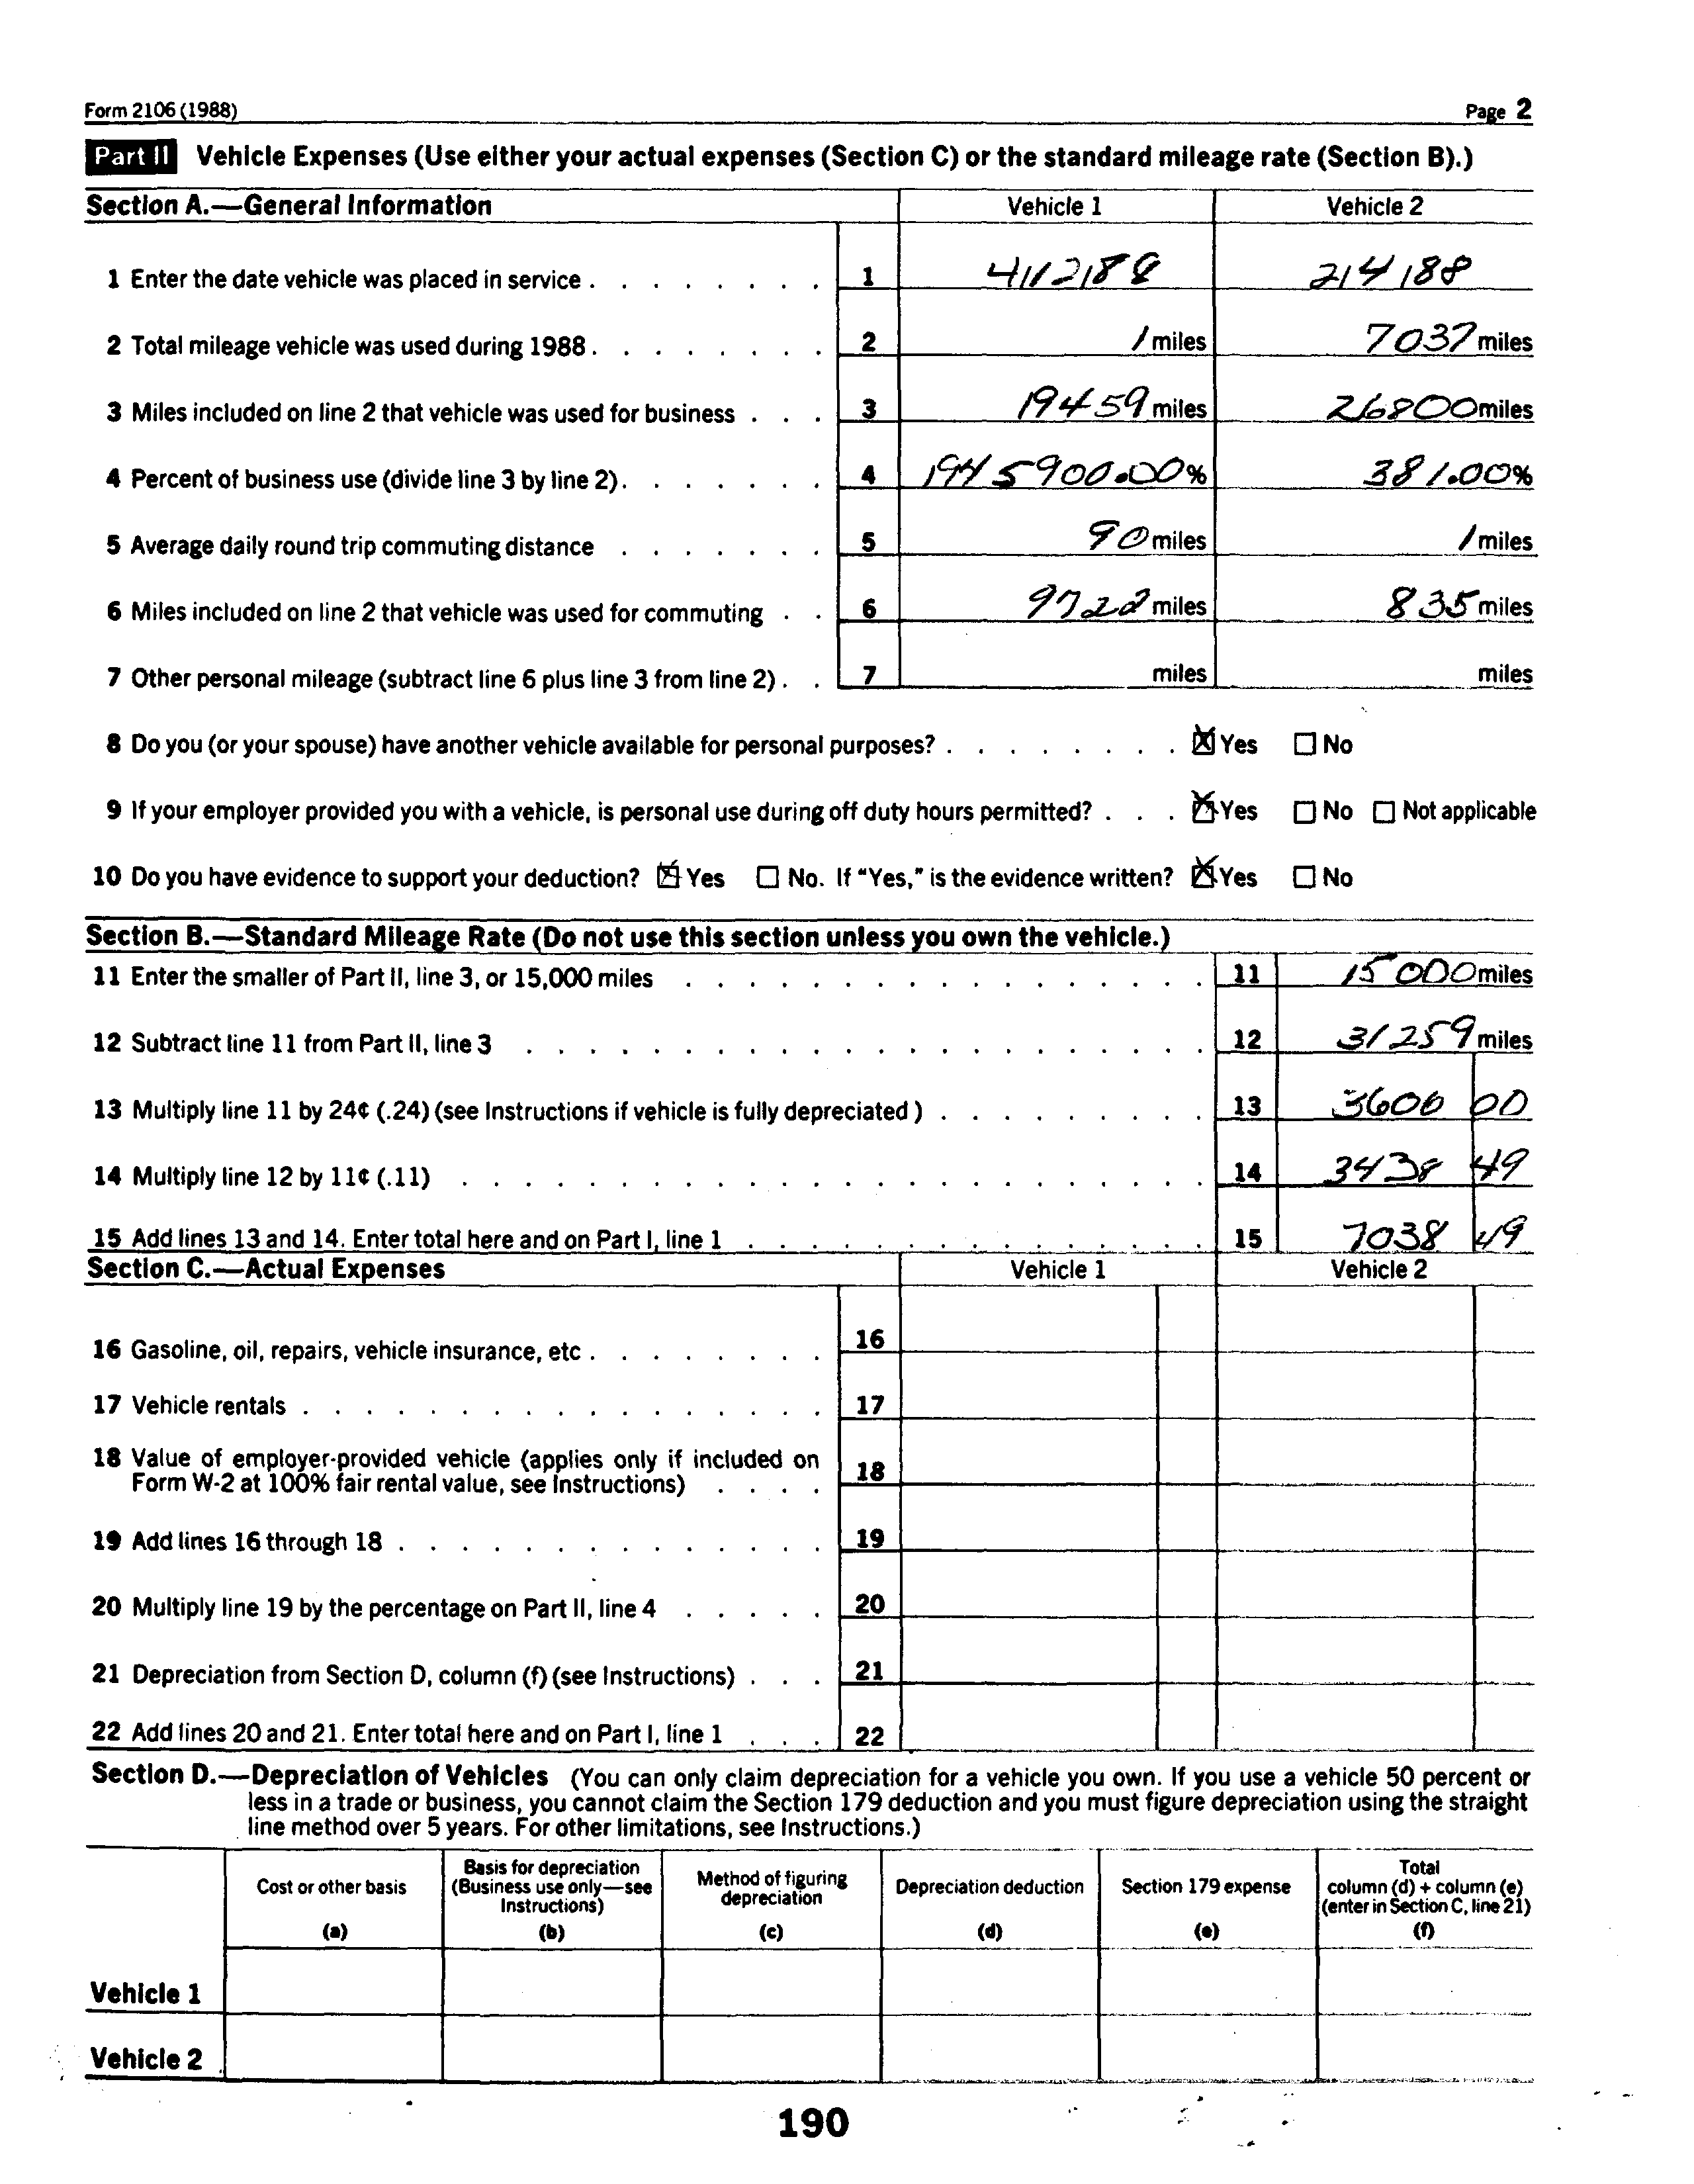 Form 2106 (1988) Page 2
Part II Vehicle Expenses (Use either your actual expenses (Section C) or the standard mileage rate (Section B).)
Section A.—General Information Vehicle 1 Vehicle 2
1 Enter the date vehicle was placed in service . . . . . . . . 1 4/12/88 2/4/88
2 Total mileage vehicle was used during 1988 . . . . . . . . 2 1 miles 7037 miles
3 Miles included on line 2 that vehicle was used for business . . . 3 19459 miles 26800 miles
4 Percent of business use (divide line 3 by line 2) . . . . . . . 4 1945900.00% 381.00%
5 Average daily round trip commuting distance . . . . . . . 5 90 miles 1 miles
6 Miles included on line 2 that vehicle was used for commuting . . 6 9722 miles 835 miles
7 Other personal mileage (subtract line 6 plus line 3 from line 2) . . 7 miles miles
8 Do you (or your spouse) have another vehicle available for personal purposes? . . . . . . . . ☒ Yes ☐ No
9 If your employer provided you with a vehicle, is personal use during off duty hours permitted? . . . ☒ Yes ☐ No ☐ Not applicable
10 Do you have evidence to support your deduction? ☒ Yes ☐ No. If "Yes," is the evidence written? ☒ Yes ☐ No
Section B.—Standard Mileage Rate (Do not use this section unless you own the vehicle.)
11 Enter the smaller of Part II, line 3, or 15,000 miles . . . . . . . . . . . . . . . . . 11 15000 miles
12 Subtract line 11 from Part II, line 3 . . . . . . . . . . . . . . . . . . . . . . 12 31259 miles
13 Multiply line 11 by 24¢ (.24) (see Instructions if vehicle is fully depreciated ) . . . . . . . . . 13 3600 00
14 Multiply line 12 by 11¢ (.11) . . . . . . . . . . . . . . . . . . . . . . . . 14 3438 49
15 Add lines 13 and 14. Enter total here and on Part I, line 1 . . . . . . . . . . . . . . . 15 7038 49
Section C.—Actual Expenses Vehicle 1 Vehicle 2
16 Gasoline, oil, repairs, vehicle insurance, etc . . . . . . . . 16
17 Vehicle rentals . . . . . . . . . . . . . . . . . 17
18 Value of employer-provided vehicle (applies only if included on
Form W-2 at 100% fair rental value, see Instructions) . . . . 18
19 Add lines 16 through 18 . . . . . . . . . . . . . . 19
20 Multiply line 19 by the percentage on Part II, line 4 . . . . . 20
21 Depreciation from Section D, column (f) (see Instructions) . . . 21
22 Add lines 20 and 21. Enter total here and on Part I, line 1 . . . 22
Section D.—Depreciation of Vehicles (You can only claim depreciation for a vehicle you own. If you use a vehicle 50 percent or
less in a trade or business, you cannot claim the Section 179 deduction and you must figure depreciation using the straight
line method over 5 years. For other limitations, see Instructions.)
Cost or other basis
(a)
Basis for depreciation
(Business use only—see
Instructions)
(b)
Method of figuring
depreciation
(c)
Depreciation deduction
(d)
Section 179 expense
(e)
Total
column (d) + column (e)
(enter in Section C, line 21)
(f)
Vehicle 1
Vehicle 2
190